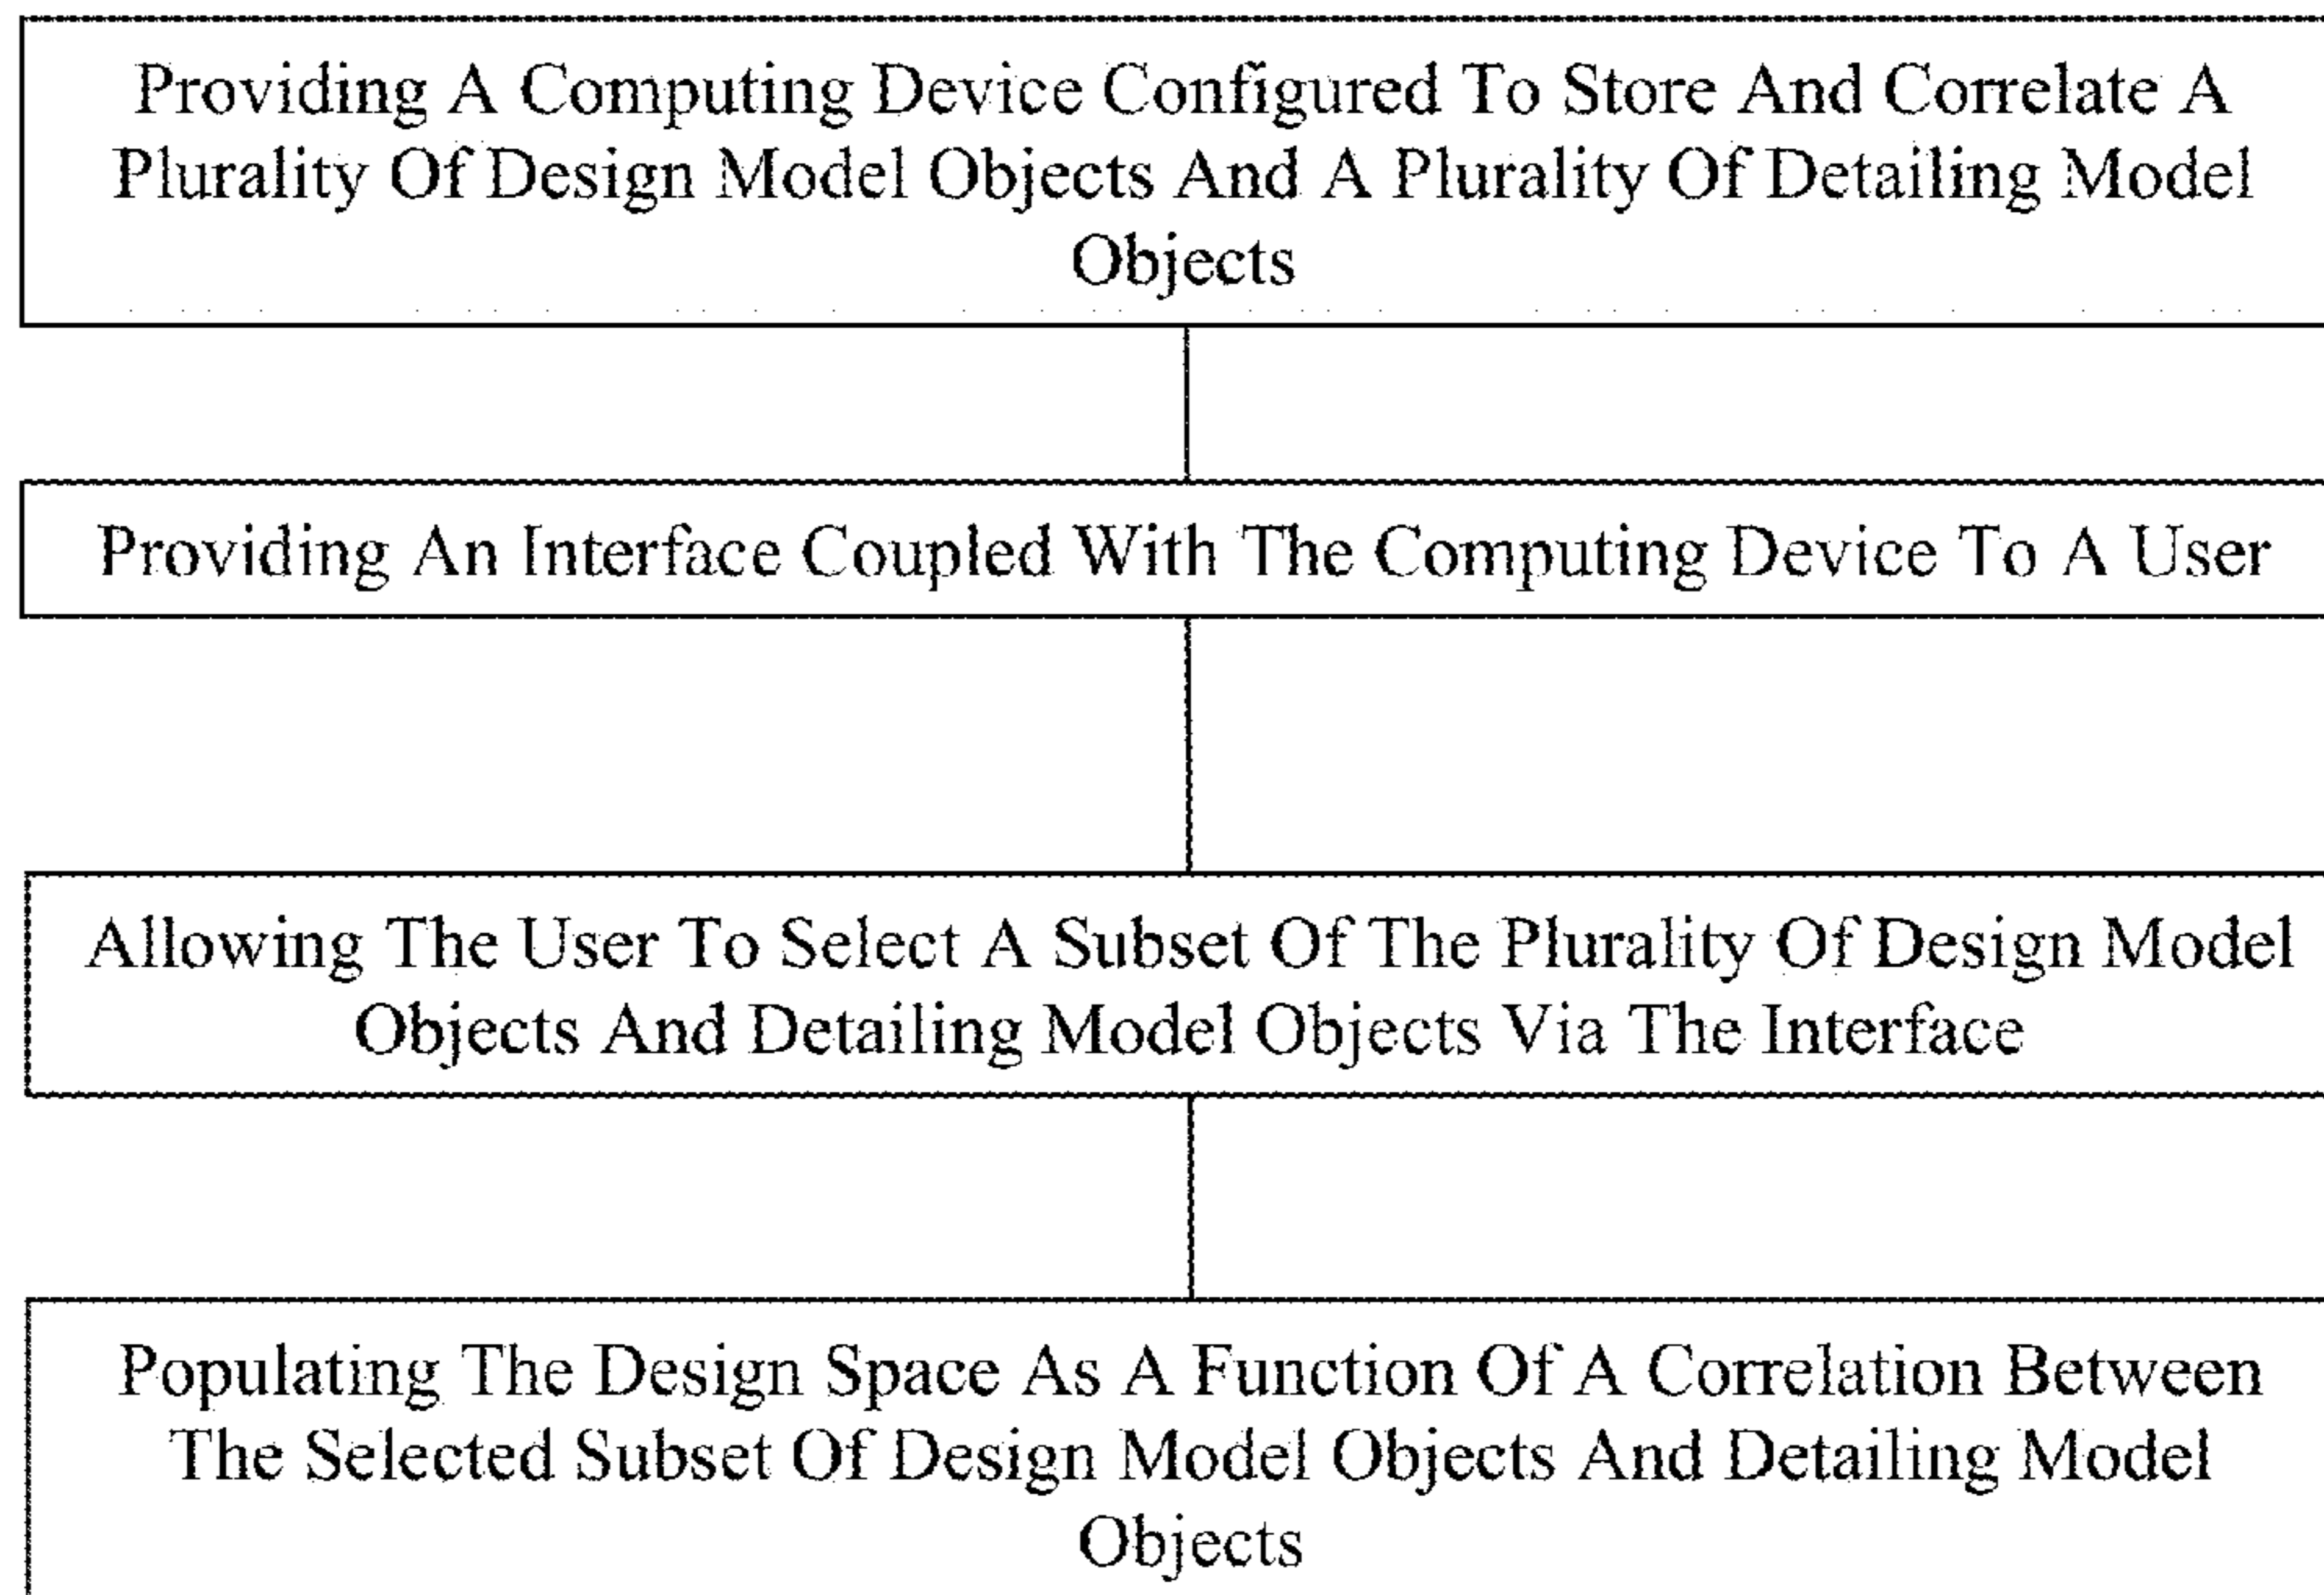 Providing A Computing Device Configured To Store And Correlate A
Plurality Of Design Model Objects And A Plurality Of Detailing Model
Objects
Providing An Interface Coupled With The Computing Device To A User
Allowing The User To Select A Subset Of The Plurality Of Design Model
Objects And Detailing Model Objects Via The Interface
Populating The Design Space As A Function Of A Correlation Between
The Selected Subset Of Design Model Objects And Detailing Model
Objects